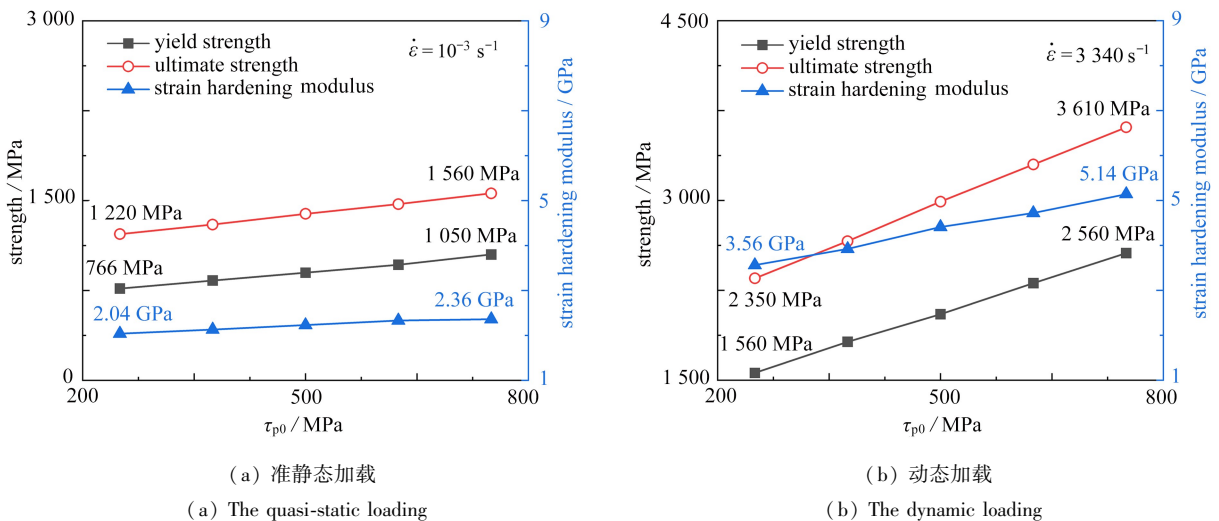 3 000
1 500
0
strength / MPa
yield strength
ultimate strength
strain hardening modulus
ε̇ = 10⁻³ s⁻¹
1 220 MPa
1 560 MPa
766 MPa
1 050 MPa
2.04 GPa
2.36 GPa
9
5
1
strain hardening modulus / GPa
200
500
800
τp0 / MPa
(a) 准静态加载
(a) The quasi-static loading
4 500
3 000
1 500
strength / MPa
yield strength
ultimate strength
strain hardening modulus
ε̇ = 3 340 s⁻¹
3 610 MPa
5.14 GPa
3.56 GPa
2 560 MPa
2 350 MPa
1 560 MPa
9
5
1
strain hardening modulus / GPa
200
500
800
τp0 / MPa
(b) 动态加载
(b) The dynamic loading